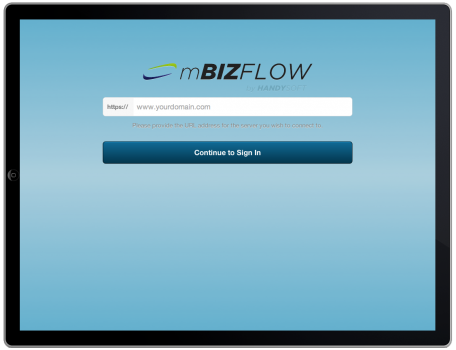 mBIZFLOW
by HANDYSOFT
https:// www.yourdomain.com
Please provide the URL address for the server you wish to connect to.
Continue to Sign In